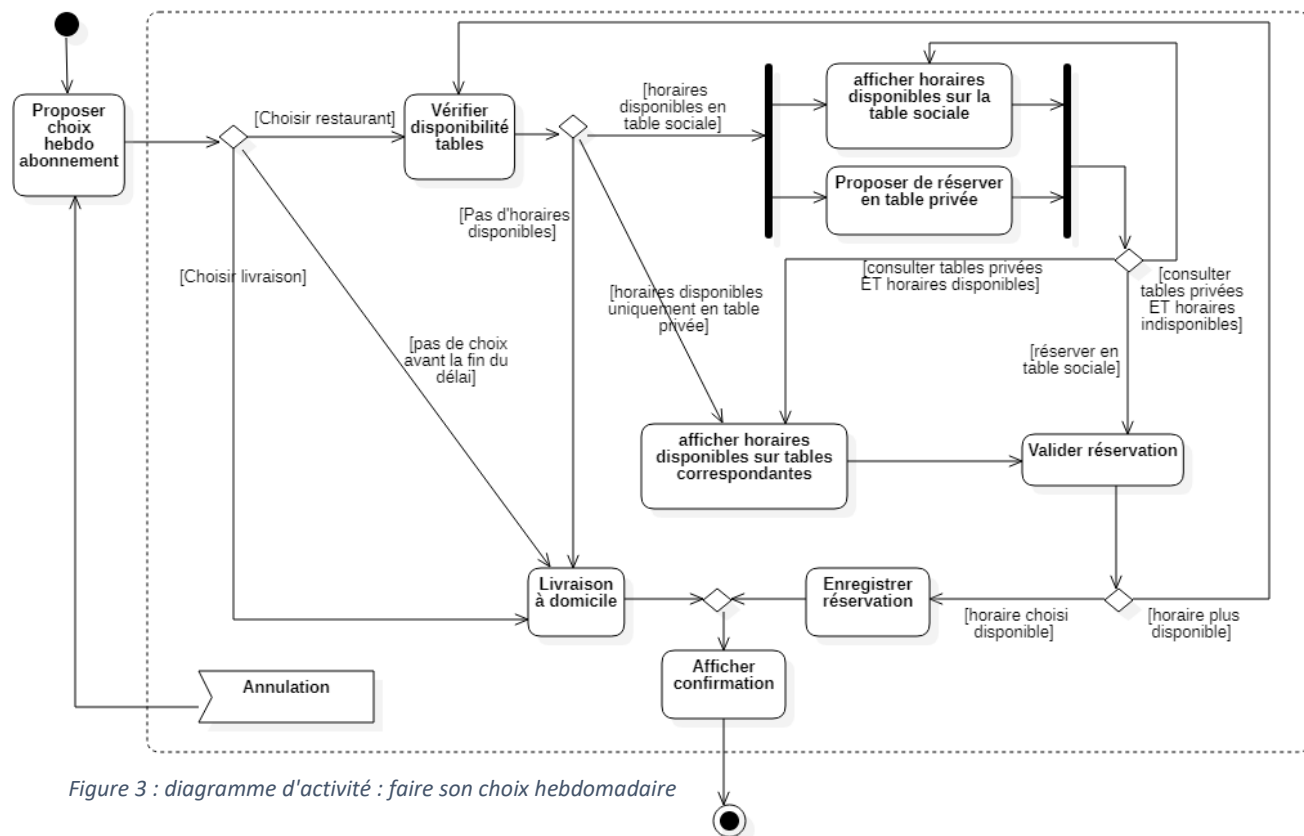 Proposer
choix
hebdo
abonnement
[Choisir restaurant]
Vérifier
disponibilité
tables
[horaires
disponibles en
table sociale]
afficher horaires
disponibles sur la
table sociale
Proposer de réserver
en table privée
[Pas d'horaires
disponibles]
[Choisir livraison]
[horaires disponibles
uniquement en table
privée]
[consulter tables privées
ET horaires disponibles]
[consulter
tables privées
ET horaires
indisponibles]
[pas de choix
avant la fin du
délai]
[réserver en
table sociale]
afficher horaires
disponibles sur tables
correspondantes
Valider réservation
Livraison
à domicile
Enregistrer
réservation
[horaire choisi
disponible]
[horaire plus
disponible]
Afficher
confirmation
Annulation
Figure 3 : diagramme d'activité : faire son choix hebdomadaire